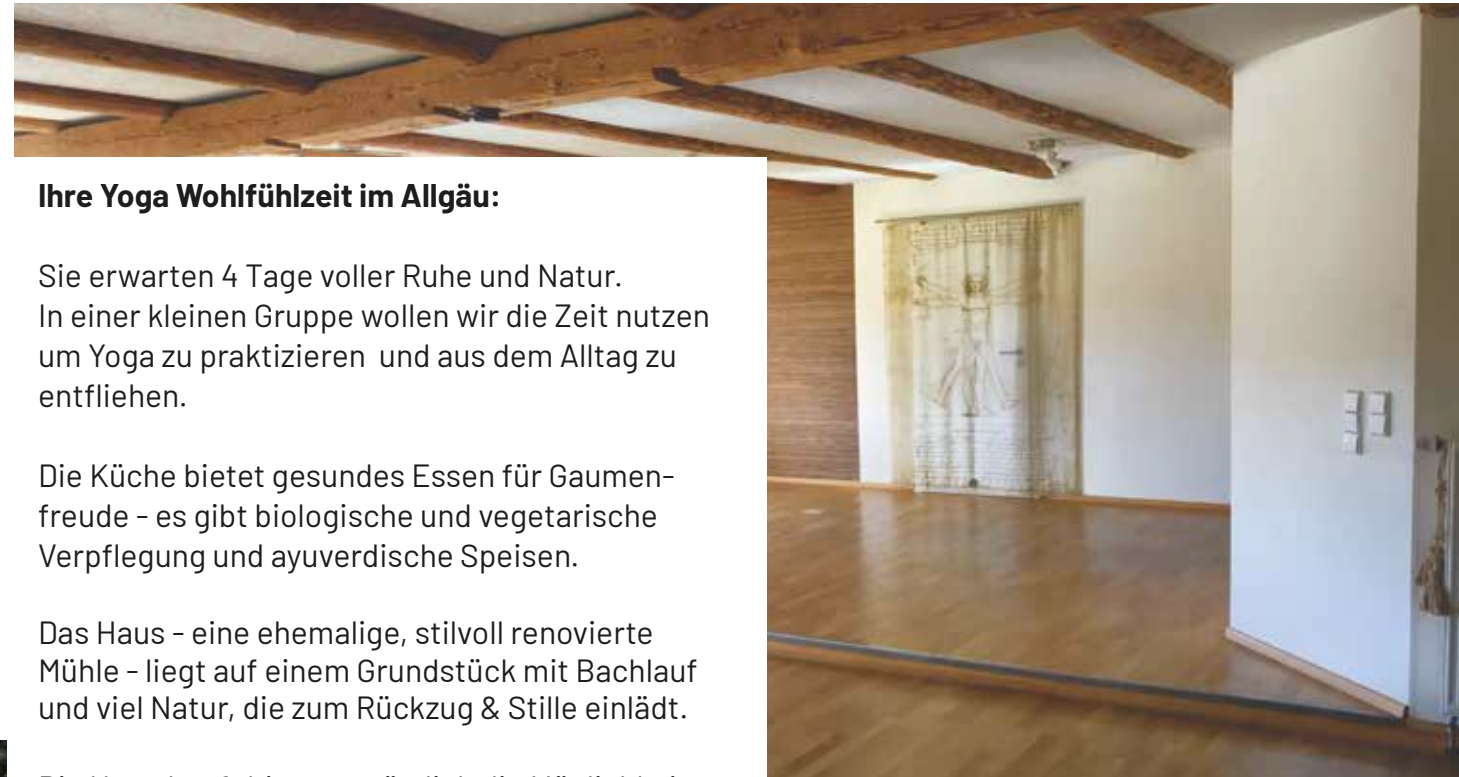 Ihre Yoga Wohlfühlzeit im Allgäu:
Sie erwarten 4 Tage voller Ruhe und Natur.
In einer kleinen Gruppe wollen wir die Zeit nutzen
um Yoga zu praktizieren  und aus dem Alltag zu
entfliehen.
Die Küche bietet gesundes Essen für Gaumen-
freude - es gibt biologische und vegetarische
Verpflegung und ayuverdische Speisen.
Das Haus - eine ehemalige, stilvoll renovierte
Mühle - liegt auf einem Grundstück mit Bachlauf
und viel Natur, die zum Rückzug & Stille einlädt.